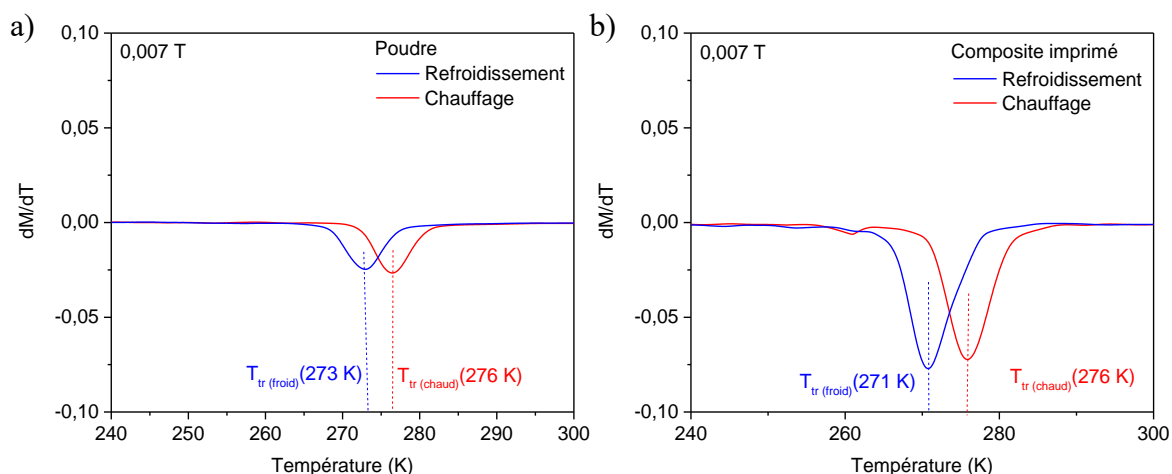 a)
0,007 T
Poudre
Refroidissement
Chauffage
dM/dT
0,10
0,05
0,00
-0,05
-0,10
T tr (froid) (273 K)
T tr (chaud) (276 K)
240 250 260 270 280 290 300
Température (K)
b)
0,007 T
Composite imprimé
Refroidissement
Chauffage
dM/dT
0,10
0,05
0,00
-0,05
-0,10
T tr (froid) (271 K)
T tr (chaud) (276 K)
240 260 280 300
Température (K)